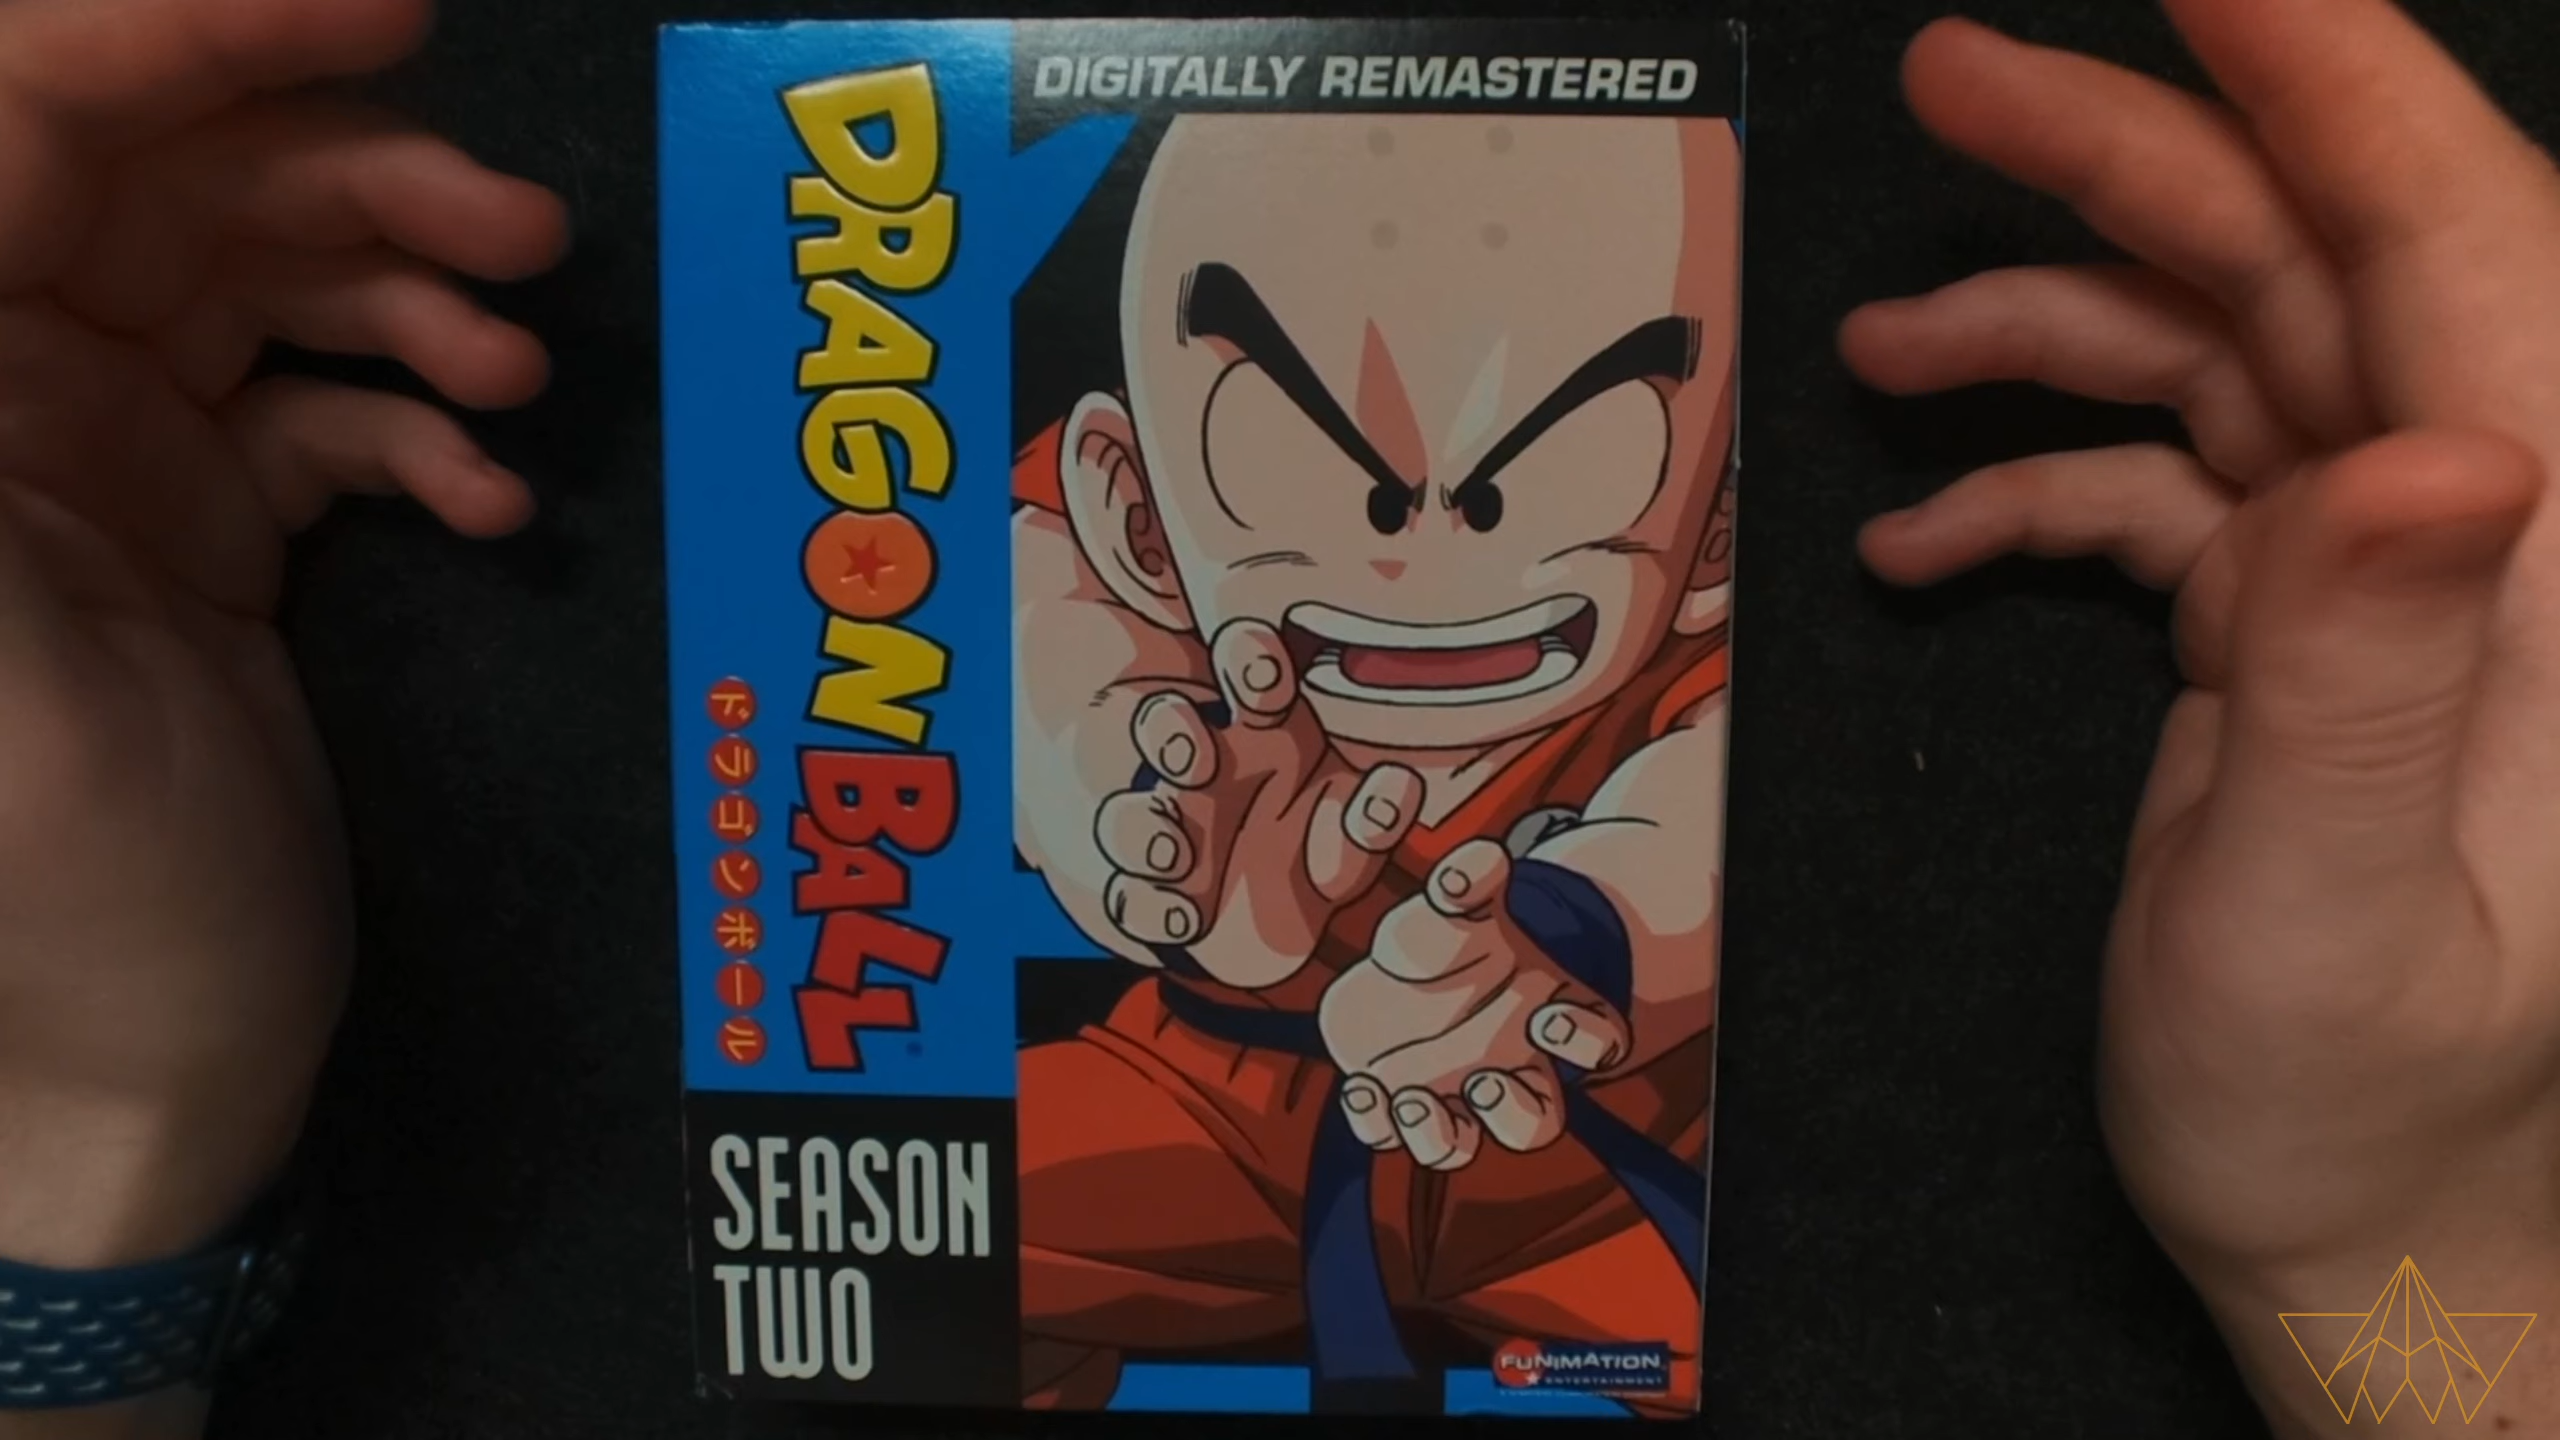 DIGITALLY REMASTERED
DRAGON BALL
ドラゴンボール
SEASON
TWO
FUNIMATION
ENTERTAINMENT